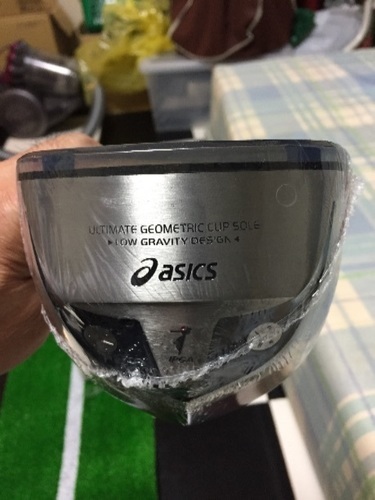 ULTIMATE GEOMETRIC CUP SOLE
LOW GRAVITY DESIGN
asics